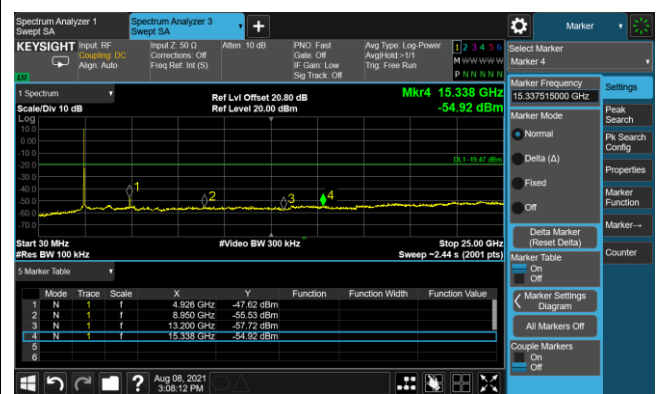 Spectrum Analyzer 1
Swept SA
Spectrum Analyzer 3
Swept SA
Marker
KEYSIGHT
Input: RF
Coupling: DC
Align: Auto
Input Z: 50 Ω
Corrections: Off
Freq Ref: Int (S)
Atten: 10 dB
PNO: Fast
Gate: Off
IF Gain: Low
Sig Track: Off
Avg Type: Log-Power
Avg|Hold:>1/1
Trig: Free Run
1 2 3 4 5 6
M W W W W W
P N N N N N
LXI
1 Spectrum
Scale/Div 10 dB
Ref Lvl Offset 20.80 dB
Ref Level 20.00 dBm
Mkr4 15.338 GHz
-54.92 dBm
Log
10.0
0.00
-10.0
-20.0
-30.0
-40.0
-50.0
-60.0
-70.0
DL1 -19.47 dBm
1
2
3
4
Start 30 MHz
#Res BW 100 kHz
#Video BW 300 kHz
Stop 25.00 GHz
Sweep ~2.44 s (2001 pts)
5 Marker Table
Mode Trace Scale X Y Function Function Width Function Value
1 N 1 f 4.926 GHz -47.62 dBm
2 N 1 f 8.950 GHz -55.53 dBm
3 N 1 f 13.200 GHz -57.72 dBm
4 N 1 f 15.338 GHz -54.92 dBm
5
6
Select Marker
Marker 4
Marker Frequency
15.337515000 GHz
Marker Mode
Normal
Delta (Δ)
Fixed
Off
Delta Marker
(Reset Delta)
Marker Table
On
Off
Marker Settings
Diagram
All Markers Off
Couple Markers
On
Off
Settings
Peak
Search
Pk Search
Config
Properties
Marker
Function
Marker→
Counter
?
Aug 08, 2021
3:08:12 PM